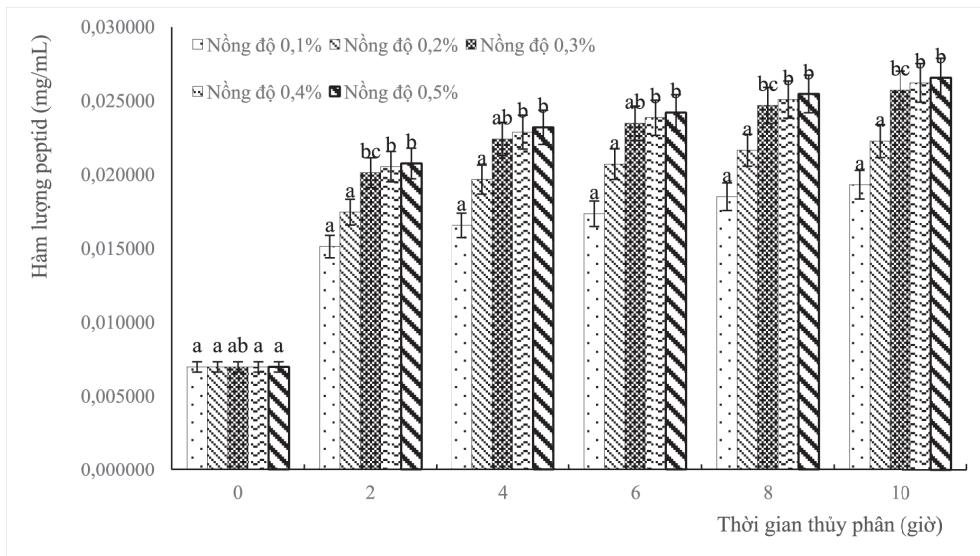 Hàm lượng peptid (mg/mL)
0,030000
0,025000
0,020000
0,015000
0,010000
0,005000
0,000000
Nồng độ 0,1% Nồng độ 0,2% Nồng độ 0,3%
Nồng độ 0,4% Nồng độ 0,5%
a a ab a a
a a bc b b
a a ab b b
a a ab b b
a a bc b b
a a bc b b
0 2 4 6 8 10
Thời gian thủy phân (giờ)